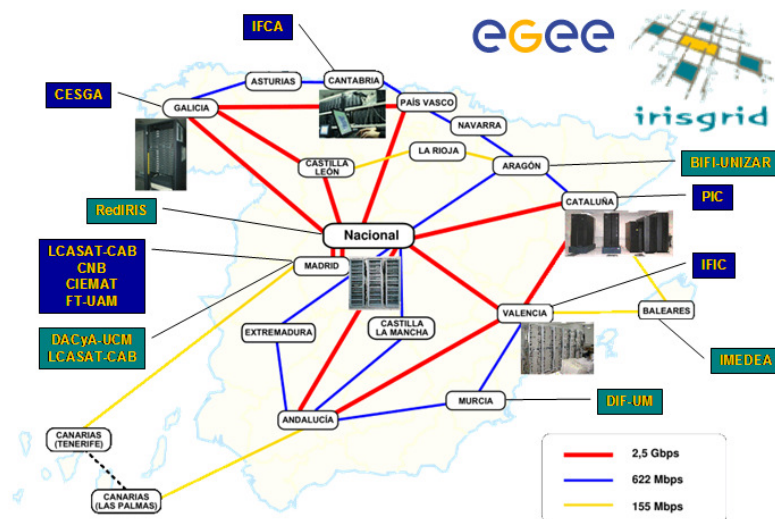 IFCA
egee
irisgrid
CESGA
ASTURIAS
CANTABRIA
GALICIA
PAÍS VASCO
NAVARRA
LA RIOJA
CASTILLA
LEÓN
ARAGÓN
BIFI-UNIZAR
CATALUÑA
PIC
RedIRIS
Nacional
LCASAT-CAB
CNB
CIEMAT
FT-UAM
MADRID
IFIC
DACyA-UCM
LCASAT-CAB
EXTREMADURA
CASTILLA
LA MANCHA
VALENCIA
BALEARES
IMEDEA
MURCIA
DIF-UM
ANDALUCÍA
CANARIAS
(TENERIFE)
CANARIAS
(LAS PALMAS)
2,5 Gbps
622 Mbps
155 Mbps